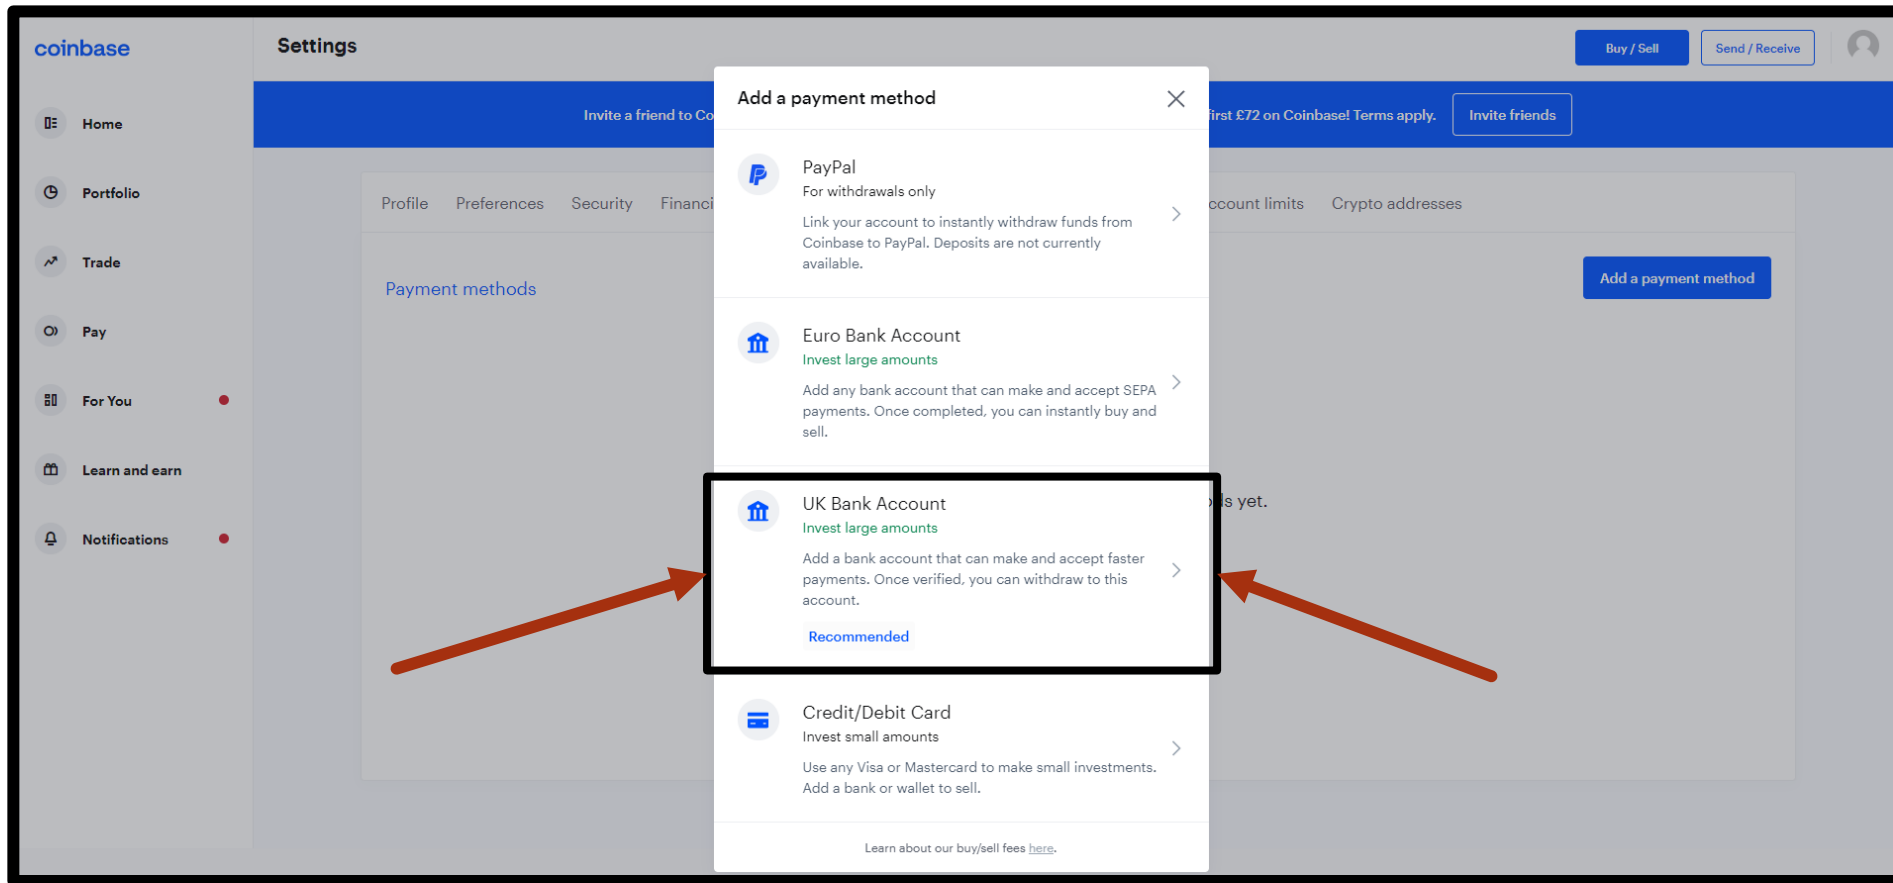 coinbase
Settings
Buy / Sell
Send / Receive
Home
Portfolio
Trade
Pay
For You
Learn and earn
Notifications
Invite a friend to Co
first £72 on Coinbase! Terms apply.
Invite friends
Profile
Preferences
Security
Financi
ccount limits
Crypto addresses
Payment methods
Add a payment method
s yet.
Add a payment method
PayPal
For withdrawals only
Link your account to instantly withdraw funds from
Coinbase to PayPal. Deposits are not currently
available.
Euro Bank Account
Invest large amounts
Add any bank account that can make and accept SEPA
payments. Once completed, you can instantly buy and
sell.
UK Bank Account
Invest large amounts
Add a bank account that can make and accept faster
payments. Once verified, you can withdraw to this
account.
Recommended
Credit/Debit Card
Invest small amounts
Use any Visa or Mastercard to make small investments.
Add a bank or wallet to sell.
Learn about our buy/sell fees here.